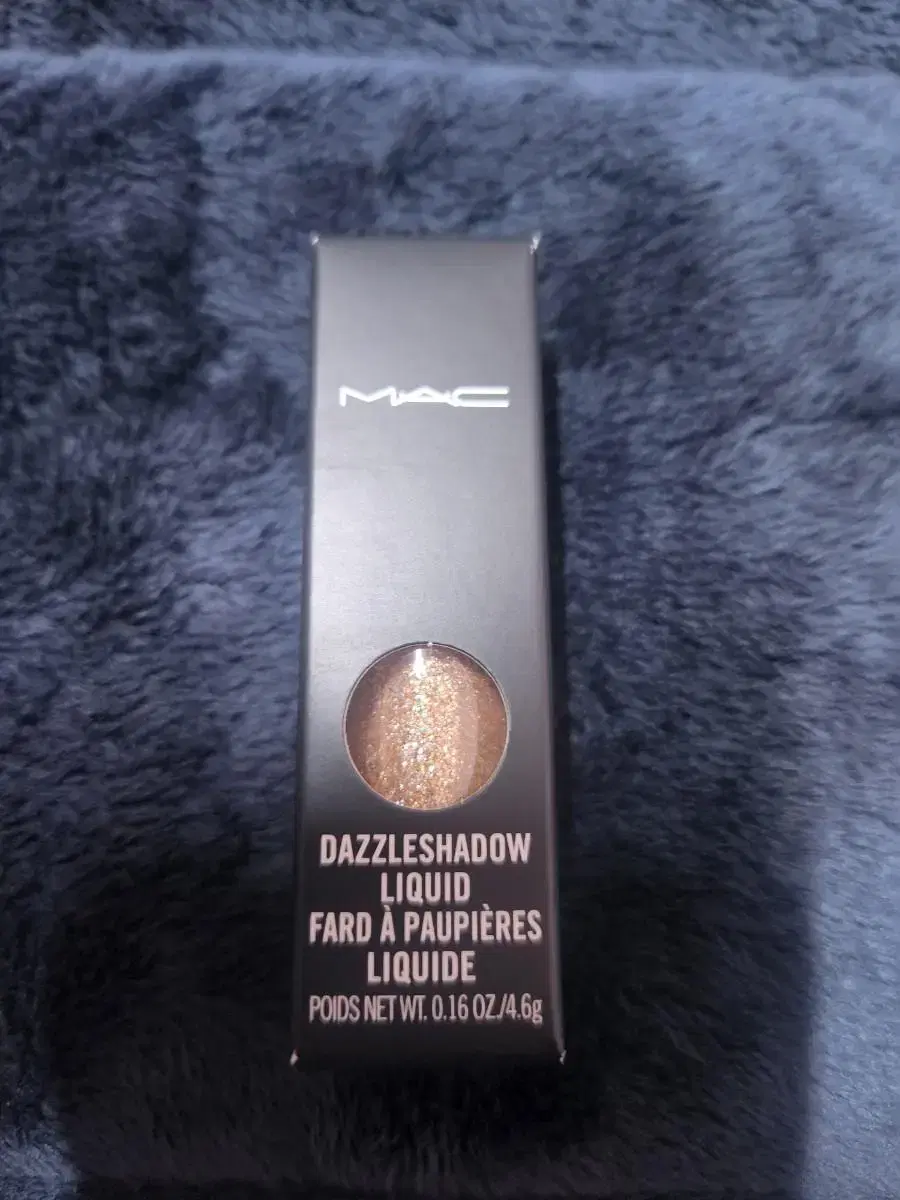 MAC
DAZZLESHADOW
LIQUID
FARD À PAUPIÈRES
LIQUIDE
POIDS NET WT. 0.16 OZ./4.6g